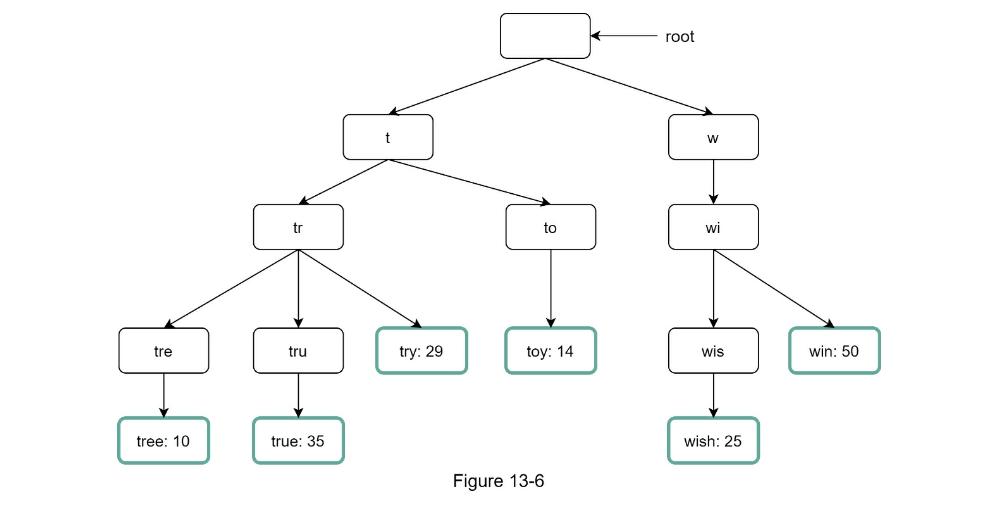 root
t
w
tr
to
wi
tre
tru
try: 29
toy: 14
wis
win: 50
tree: 10
true: 35
wish: 25
Figure 13-6